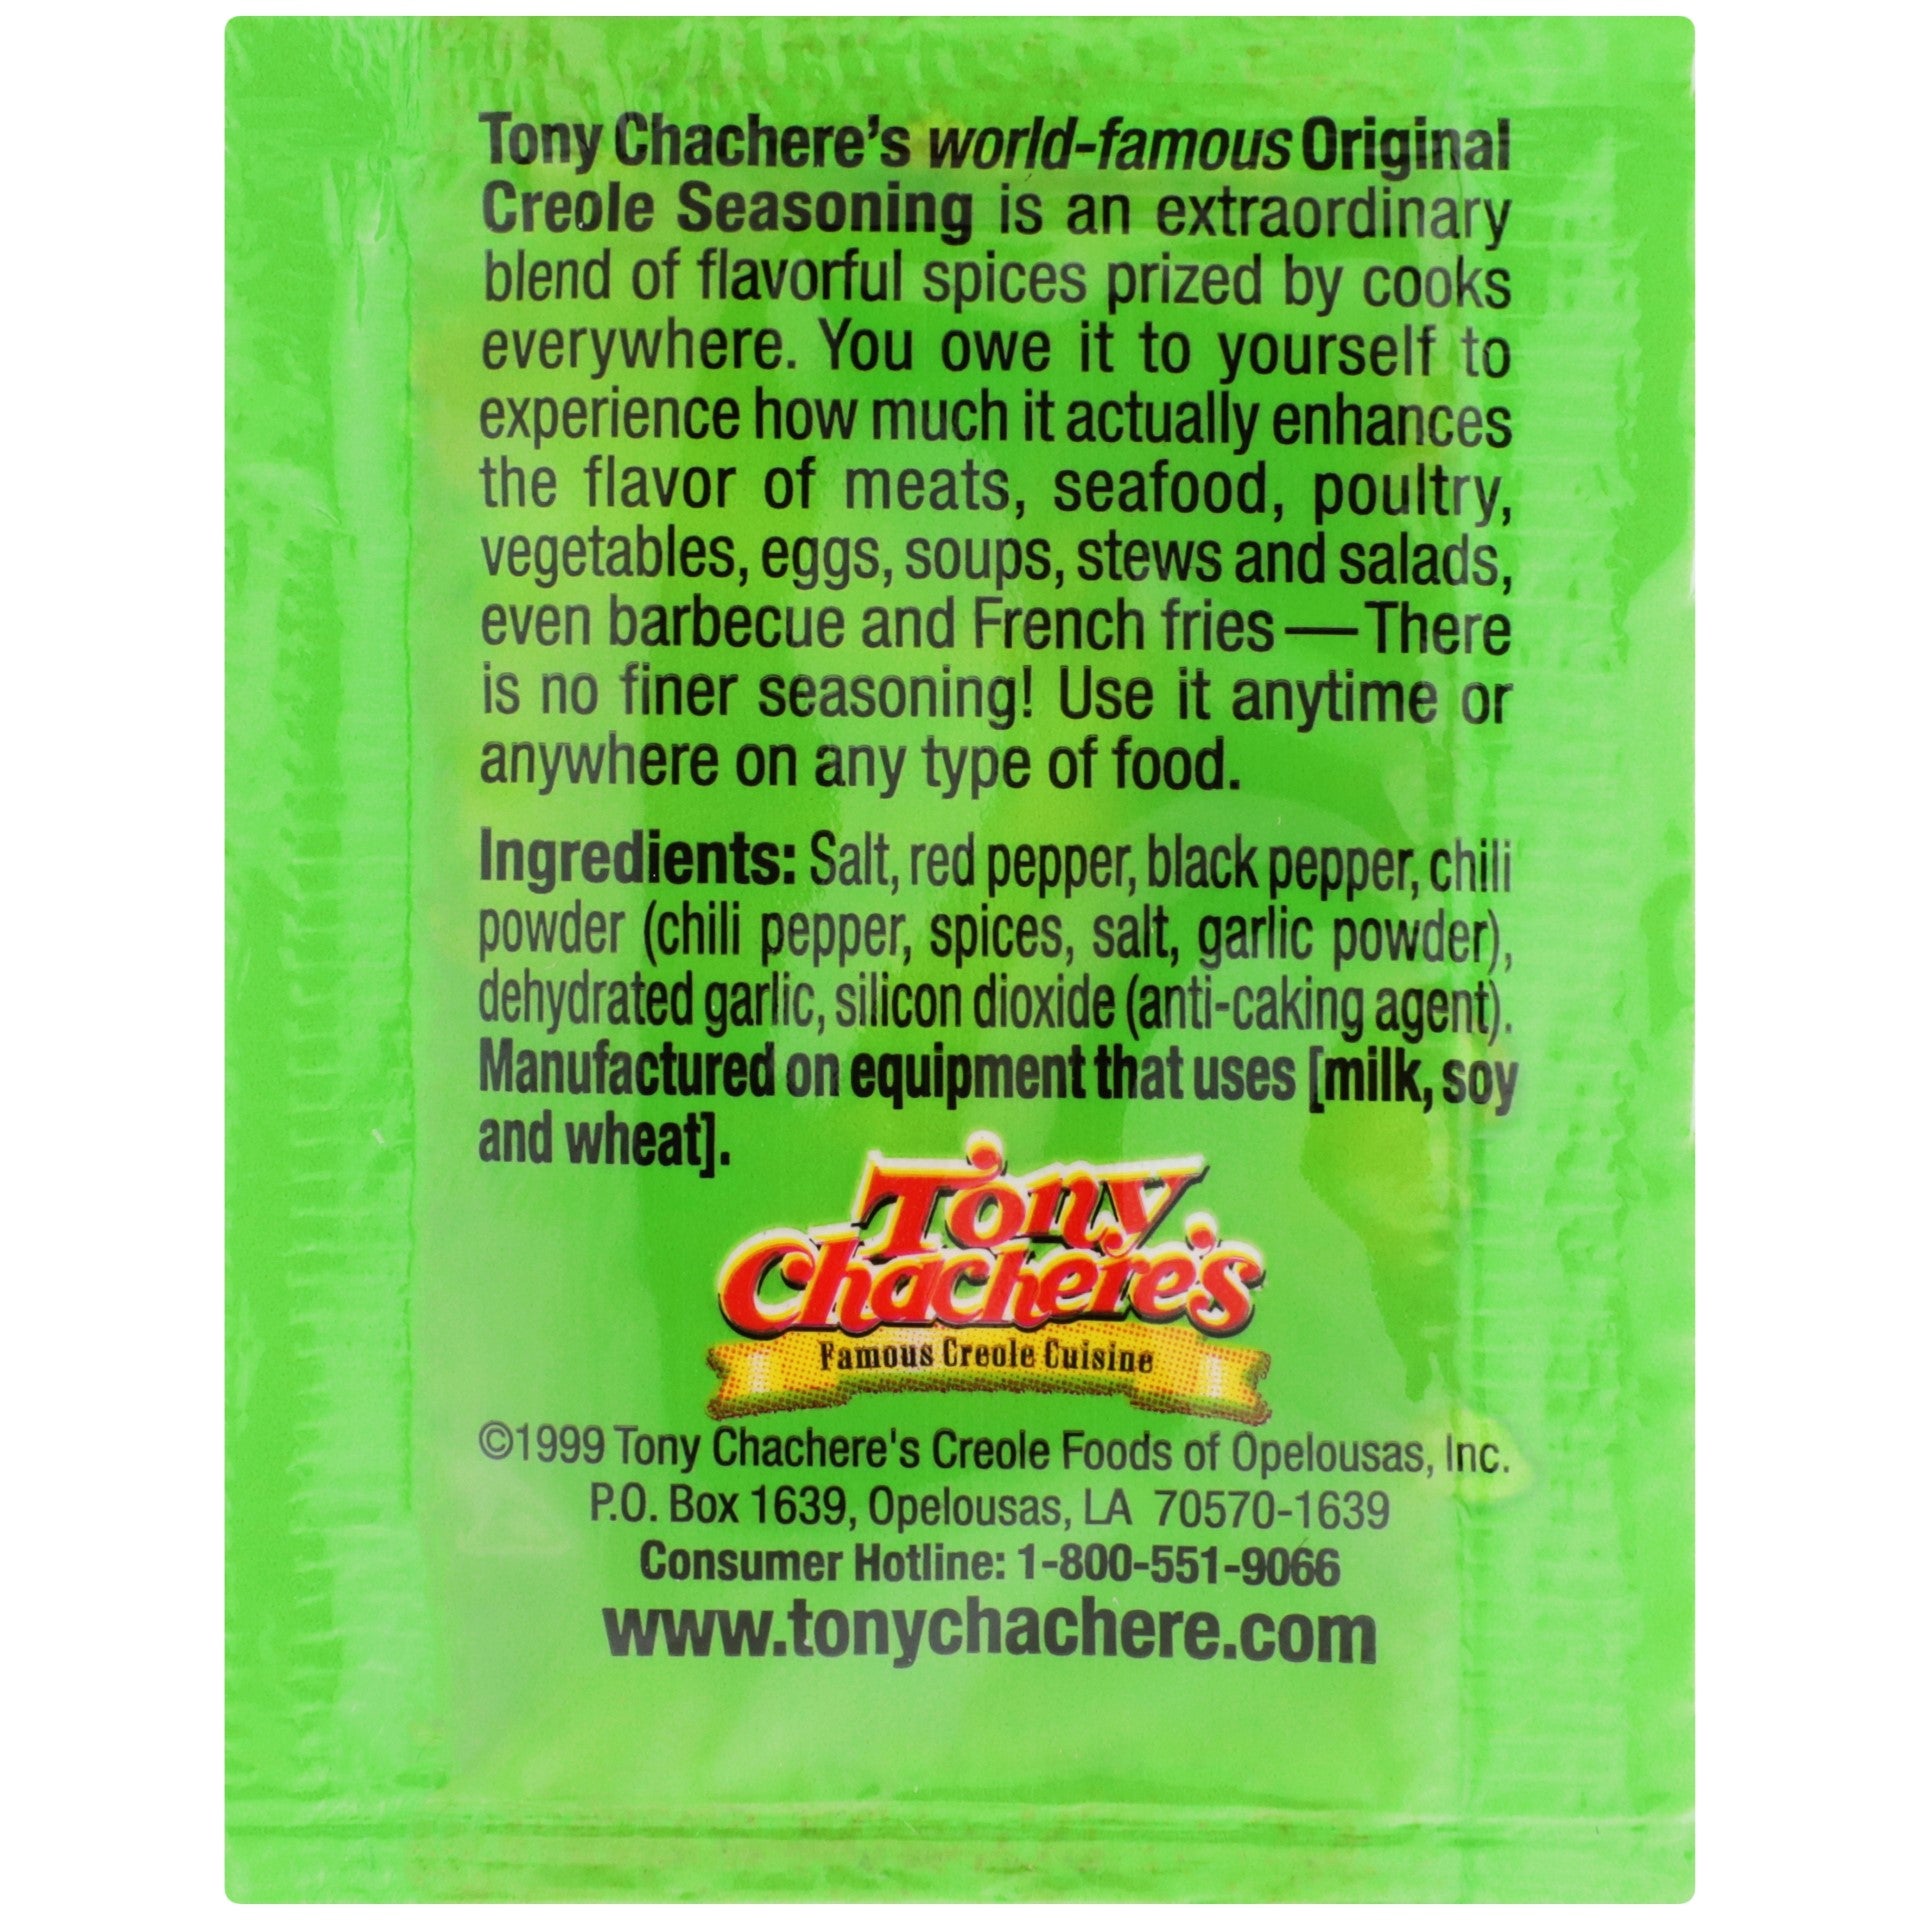 Tony Chachere's world-famous Original
Creole Seasoning is an extraordinary
blend of flavorful spices prized by cooks
everywhere. You owe it to yourself to
experience how much it actually enhances
the flavor of meats, seafood, poultry,
vegetables, eggs, soups, stews and salads,
even barbecue and French fries — There
is no finer seasoning! Use it anytime or
anywhere on any type of food.
Ingredients: Salt, red pepper, black pepper, chili
powder (chili pepper, spices, salt, garlic powder),
dehydrated garlic, silicon dioxide (anti-caking agent).
Manufactured on equipment that uses [milk, soy
and wheat].
Tony
Chachere's
Famous Creole Cuisine
©1999 Tony Chachere's Creole Foods of Opelousas, Inc.
P.O. Box 1639, Opelousas, LA 70570-1639
Consumer Hotline: 1-800-551-9066
www.tonychachere.com